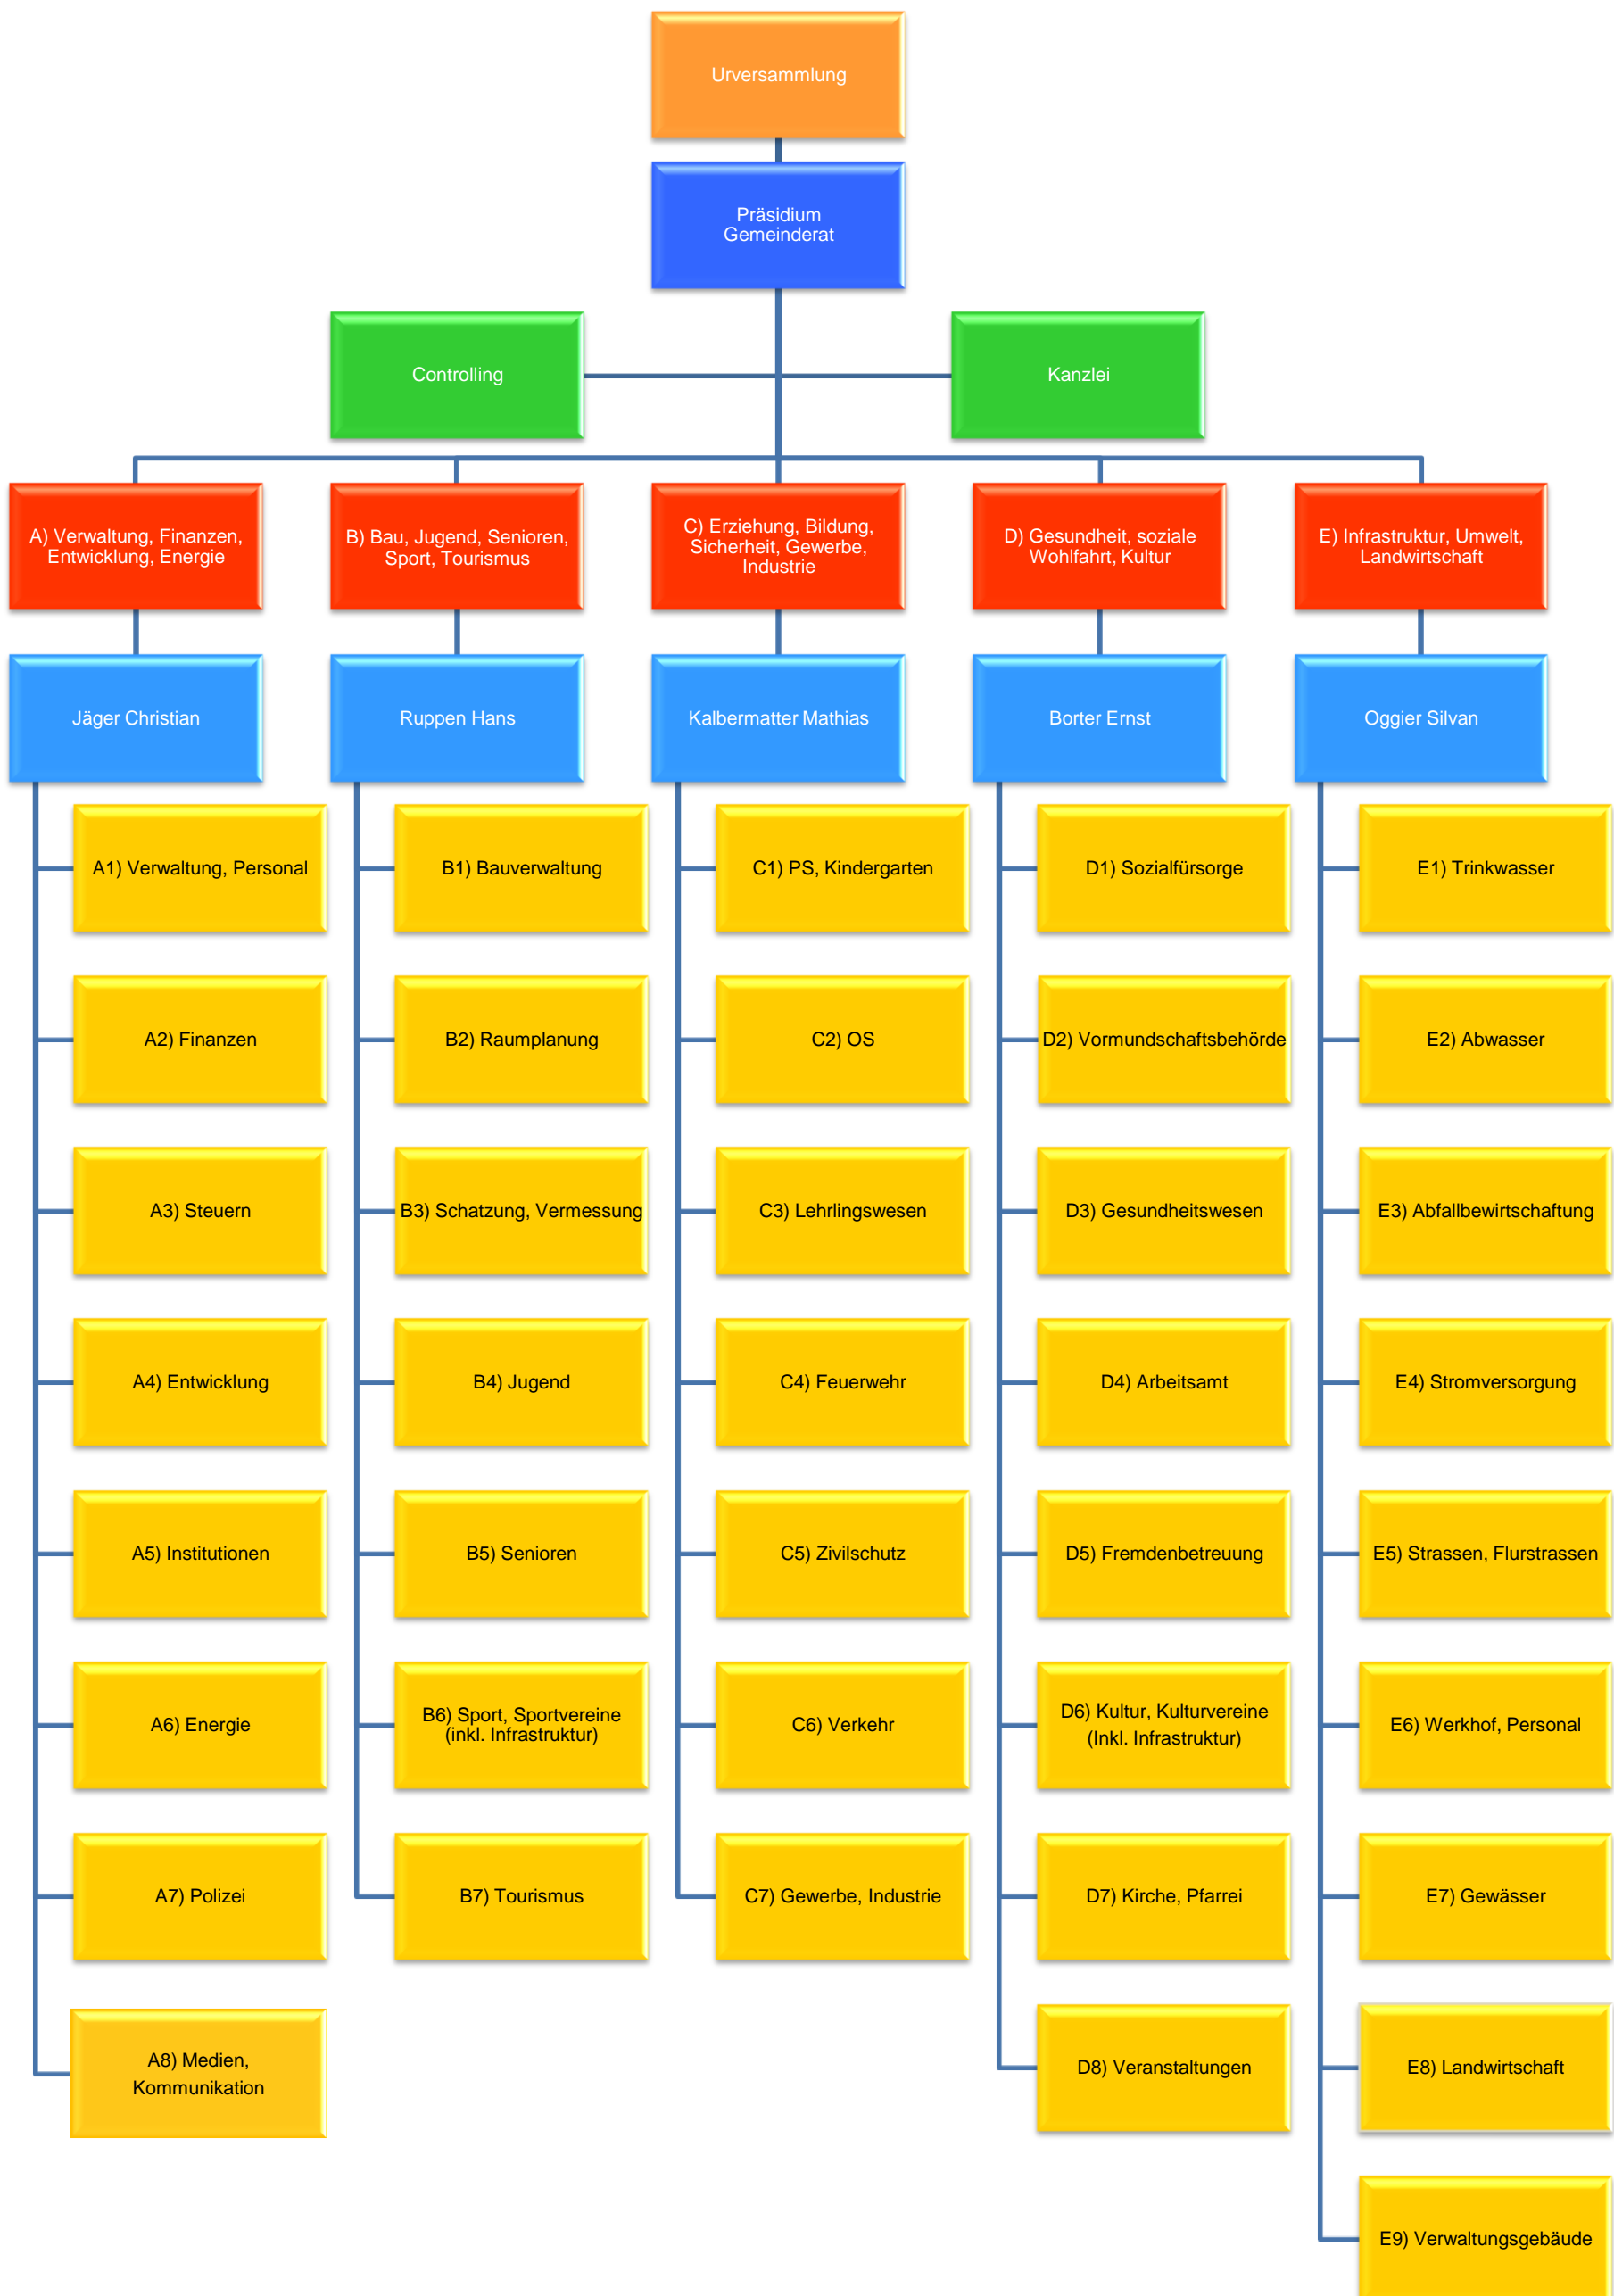 Urversammlung
Präsidium
Gemeinderat
Controlling
Kanzlei
A) Verwaltung, Finanzen,
Entwicklung, Energie
B) Bau, Jugend, Senioren,
Sport, Tourismus
C) Erziehung, Bildung,
Sicherheit, Gewerbe,
Industrie
D) Gesundheit, soziale
Wohlfahrt, Kultur
E) Infrastruktur, Umwelt,
Landwirtschaft
Jäger Christian
Ruppen Hans
Kalbermatter Mathias
Borter Ernst
Oggier Silvan
A1) Verwaltung, Personal
B1) Bauverwaltung
C1) PS, Kindergarten
D1) Sozialfürsorge
E1) Trinkwasser
A2) Finanzen
B2) Raumplanung
C2) OS
D2) Vormundschaftsbehörde
E2) Abwasser
A3) Steuern
B3) Schatzung, Vermessung
C3) Lehrlingswesen
D3) Gesundheitswesen
E3) Abfallbewirtschaftung
A4) Entwicklung
B4) Jugend
C4) Feuerwehr
D4) Arbeitsamt
E4) Stromversorgung
A5) Institutionen
B5) Senioren
C5) Zivilschutz
D5) Fremdenbetreuung
E5) Strassen, Flurstrassen
A6) Energie
B6) Sport, Sportvereine
(inkl. Infrastruktur)
C6) Verkehr
D6) Kultur, Kulturvereine
(Inkl. Infrastruktur)
E6) Werkhof, Personal
A7) Polizei
B7) Tourismus
C7) Gewerbe, Industrie
D7) Kirche, Pfarrei
E7) Gewässer
A8) Medien,
Kommunikation
D8) Veranstaltungen
E8) Landwirtschaft
E9) Verwaltungsgebäude